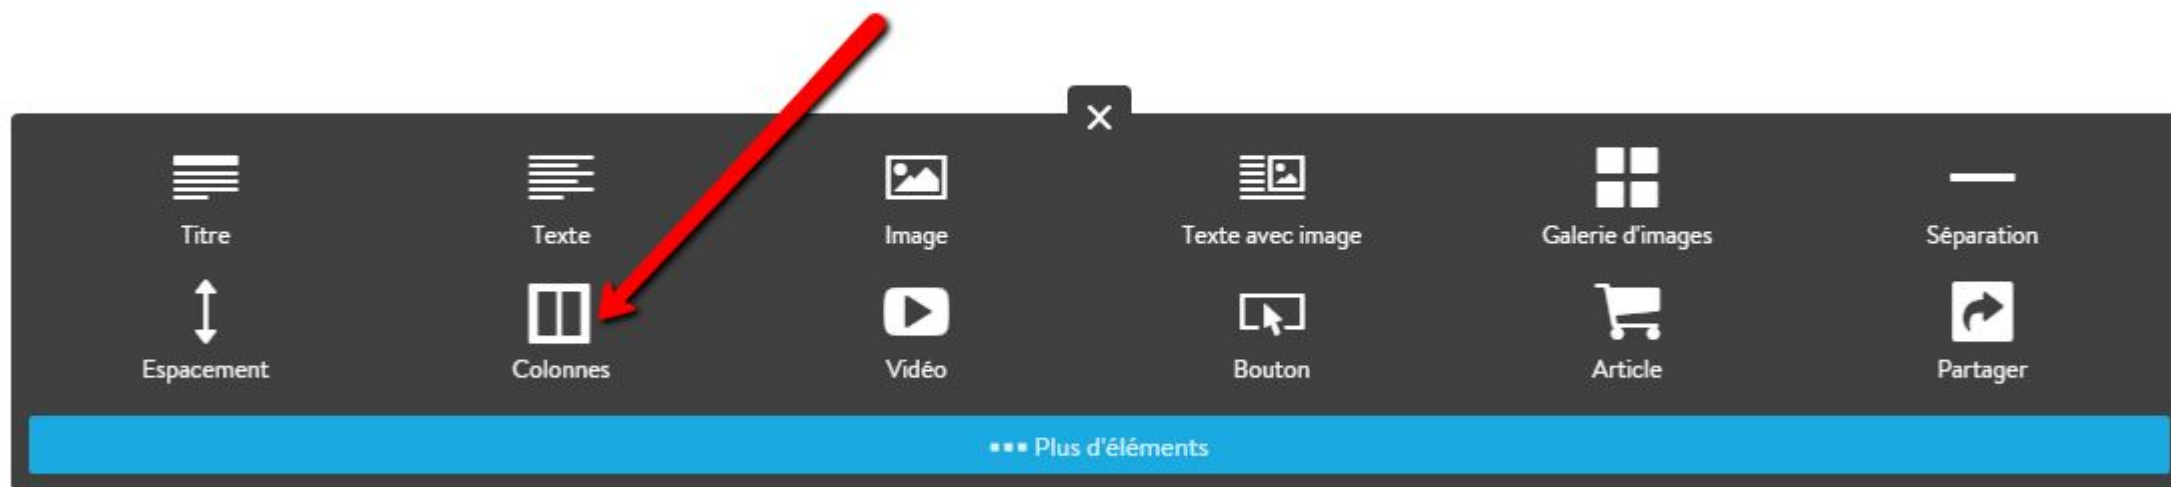 Titre
Texte
Image
Texte avec image
Galerie d'images
Séparation
Espacement
Colonnes
Vidéo
Bouton
Article
Partager
Plus d'éléments